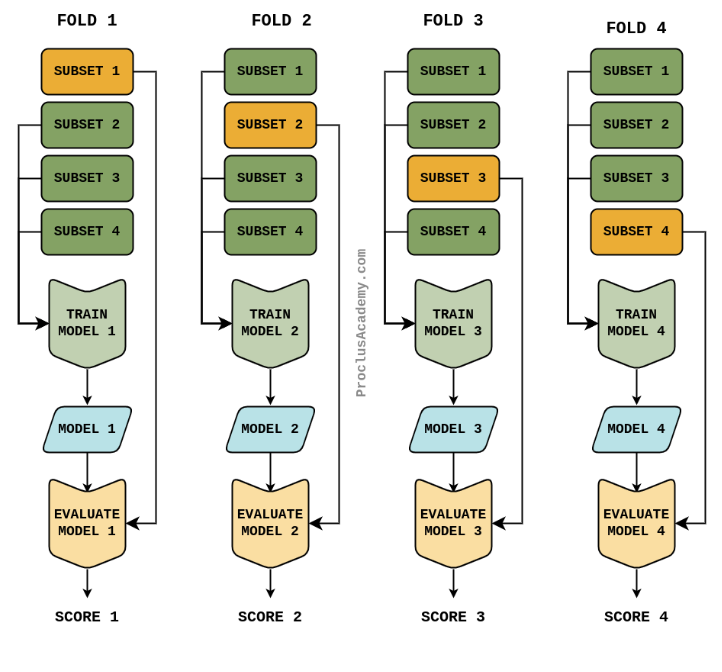 FOLD 1
SUBSET 1
SUBSET 2
SUBSET 3
SUBSET 4
TRAIN
MODEL 1
MODEL 1
EVALUATE
MODEL 1
SCORE 1
FOLD 2
SUBSET 1
SUBSET 2
SUBSET 3
SUBSET 4
TRAIN
MODEL 2
MODEL 2
EVALUATE
MODEL 2
SCORE 2
ProclusAcademy.com
FOLD 3
SUBSET 1
SUBSET 2
SUBSET 3
SUBSET 4
TRAIN
MODEL 3
MODEL 3
EVALUATE
MODEL 3
SCORE 3
FOLD 4
SUBSET 1
SUBSET 2
SUBSET 3
SUBSET 4
TRAIN
MODEL 4
MODEL 4
EVALUATE
MODEL 4
SCORE 4